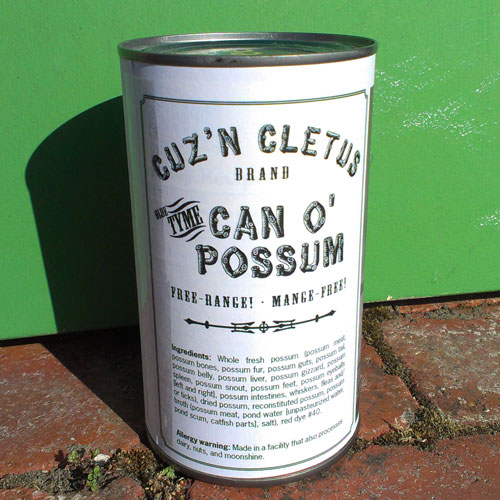 CUZ'N CLETUS
BRAND
OLDE TYME CAN O'
POSSUM
FREE-RANGE! · MANGE-FREE!
Ingredients: Whole fresh possum (possum meat,
possum bones, possum fur, possum guts, possum tail,
possum belly, possum liver, possum gizzard, possum
spleen, possum snout, possum feet, possum eyeballs
(left and right), possum intestines, whiskers, fleas and/
or ticks), dried possum, reconstituted possum, possum
broth (possum meat, pond water [unpasteurized water,
pond scum, catfish parts], salt), red dye #40.
Allergy warning: Made in a facility that also processes
dairy, nuts, and moonshine.